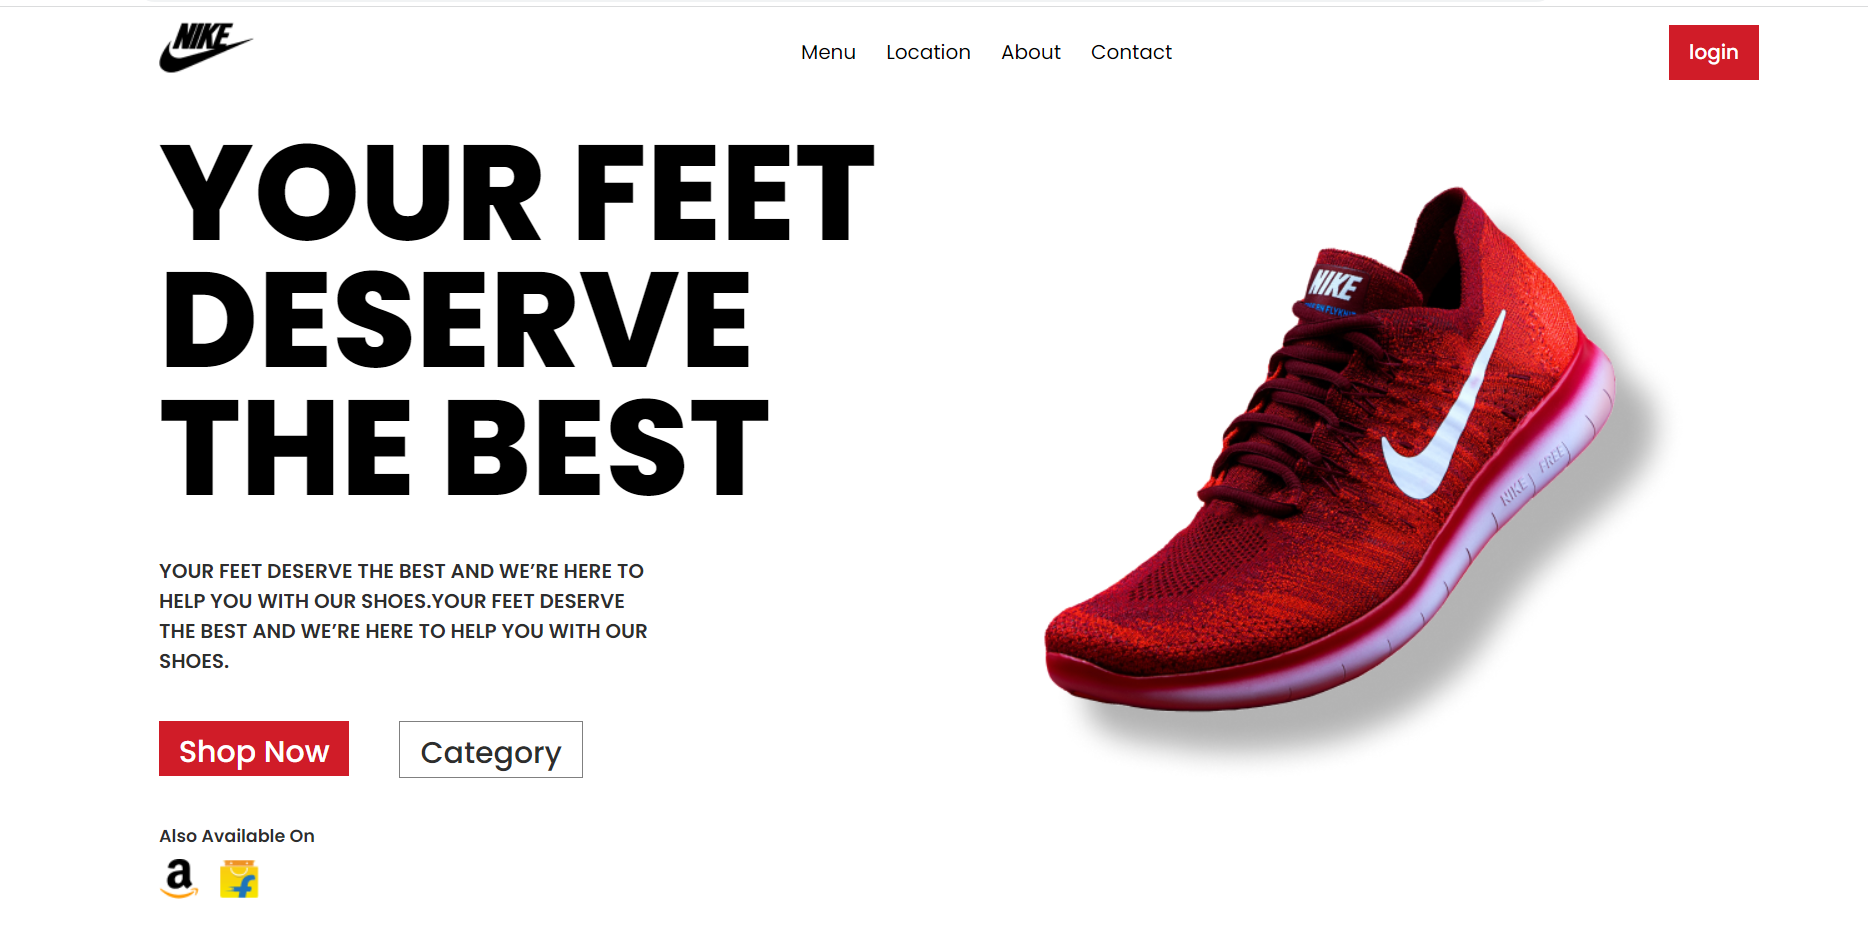 NIKE
Menu Location About Contact
login
YOUR FEET
DESERVE
THE BEST
YOUR FEET DESERVE THE BEST AND WE’RE HERE TO
HELP YOU WITH OUR SHOES.YOUR FEET DESERVE
THE BEST AND WE’RE HERE TO HELP YOU WITH OUR
SHOES.
Shop Now Category
Also Available On
a f
NIKE
NIKE FREE